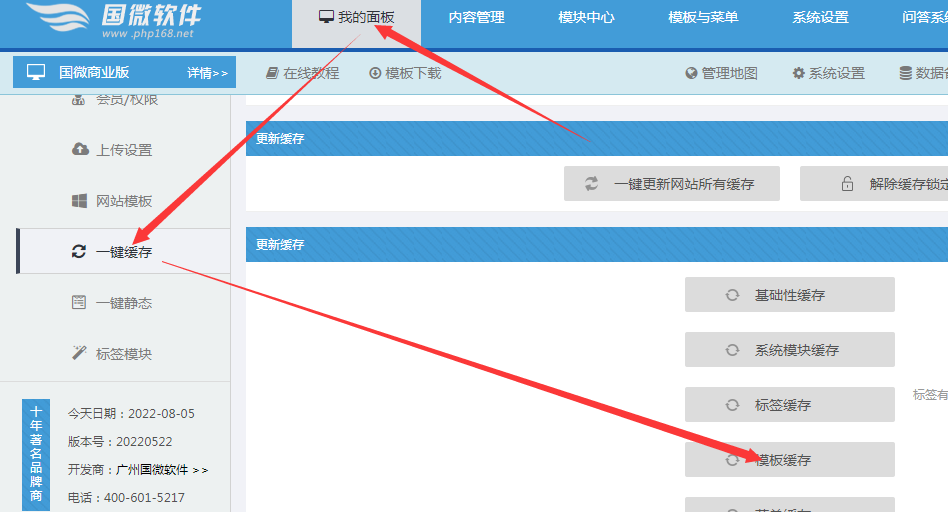 国微软件
www.php168.net
我的面板
内容管理
模块中心
模板与菜单
系统设置
问答系
国微商业版
详情>>
在线教程
模板下载
管理地图
系统设置
数据
会员/权限
上传设置
网站模板
一键缓存
一键静态
标签模块
十年著名品牌商
今天日期：2022-08-05
版本号：20220522
开发商：广州国微软件 >>
电话：400-601-5217
更新缓存
一键更新网站所有缓存
解除缓存锁定
更新缓存
基础性缓存
系统模块缓存
标签缓存
标签有
模板缓存
菜单缓存